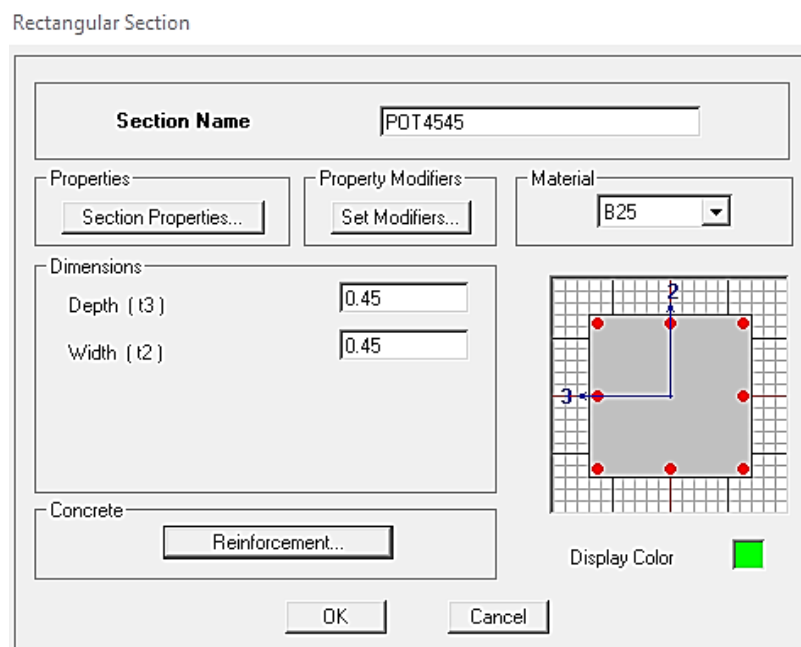 Rectangular Section
Section Name
POT4545
Properties
Section Properties...
Property Modifiers
Set Modifiers...
Material
B25
Dimensions
Depth ( t3 )
0.45
Width ( t2 )
0.45
2
3
Concrete
Reinforcement...
Display Color
OK
Cancel